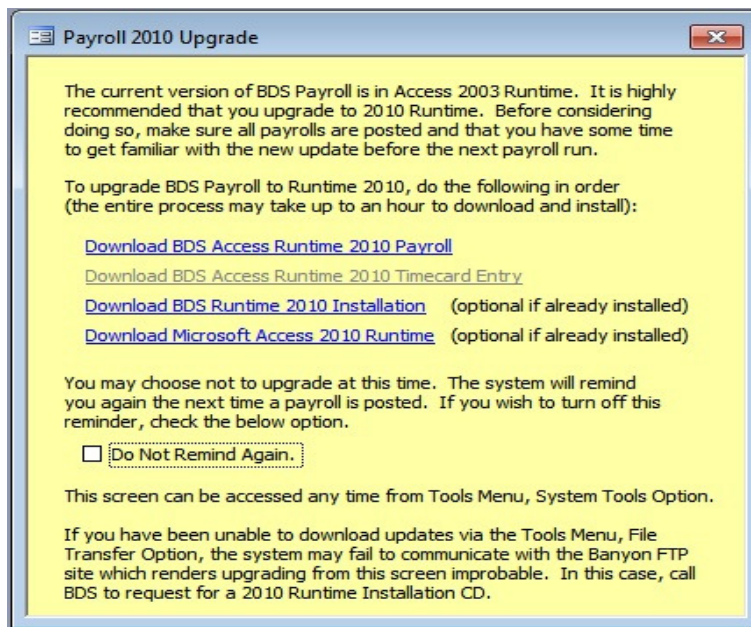 Payroll 2010 Upgrade
The current version of BDS Payroll is in Access 2003 Runtime. It is highly
recommended that you upgrade to 2010 Runtime. Before considering
doing so, make sure all payrolls are posted and that you have some time
to get familiar with the new update before the next payroll run.
To upgrade BDS Payroll to Runtime 2010, do the following in order
(the entire process may take up to an hour to download and install):
Download BDS Access Runtime 2010 Payroll
Download BDS Access Runtime 2010 Timecard Entry
Download BDS Runtime 2010 Installation (optional if already installed)
Download Microsoft Access 2010 Runtime (optional if already installed)
You may choose not to upgrade at this time. The system will remind
you again the next time a payroll is posted. If you wish to turn off this
reminder, check the below option.
Do Not Remind Again.
This screen can be accessed any time from Tools Menu, System Tools Option.
If you have been unable to download updates via the Tools Menu, File
Transfer Option, the system may fail to communicate with the Banyon FTP
site which renders upgrading from this screen improbable. In this case, call
BDS to request for a 2010 Runtime Installation CD.